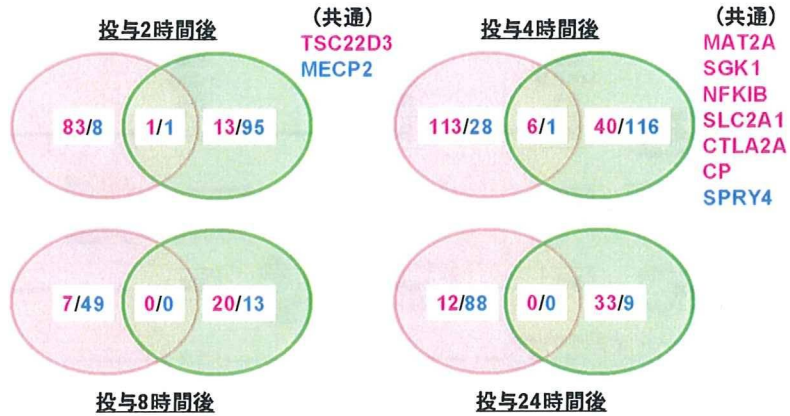 投与2時間後
(共通)
TSC22D3
MECP2
83/8
1/1
13/95
投与4時間後
(共通)
MAT2A
SGK1
NFKIB
SLC2A1
CTLA2A
CP
SPRY4
113/28
6/1
40/116
7/49
0/0
20/13
投与8時間後
12/88
0/0
33/9
投与24時間後